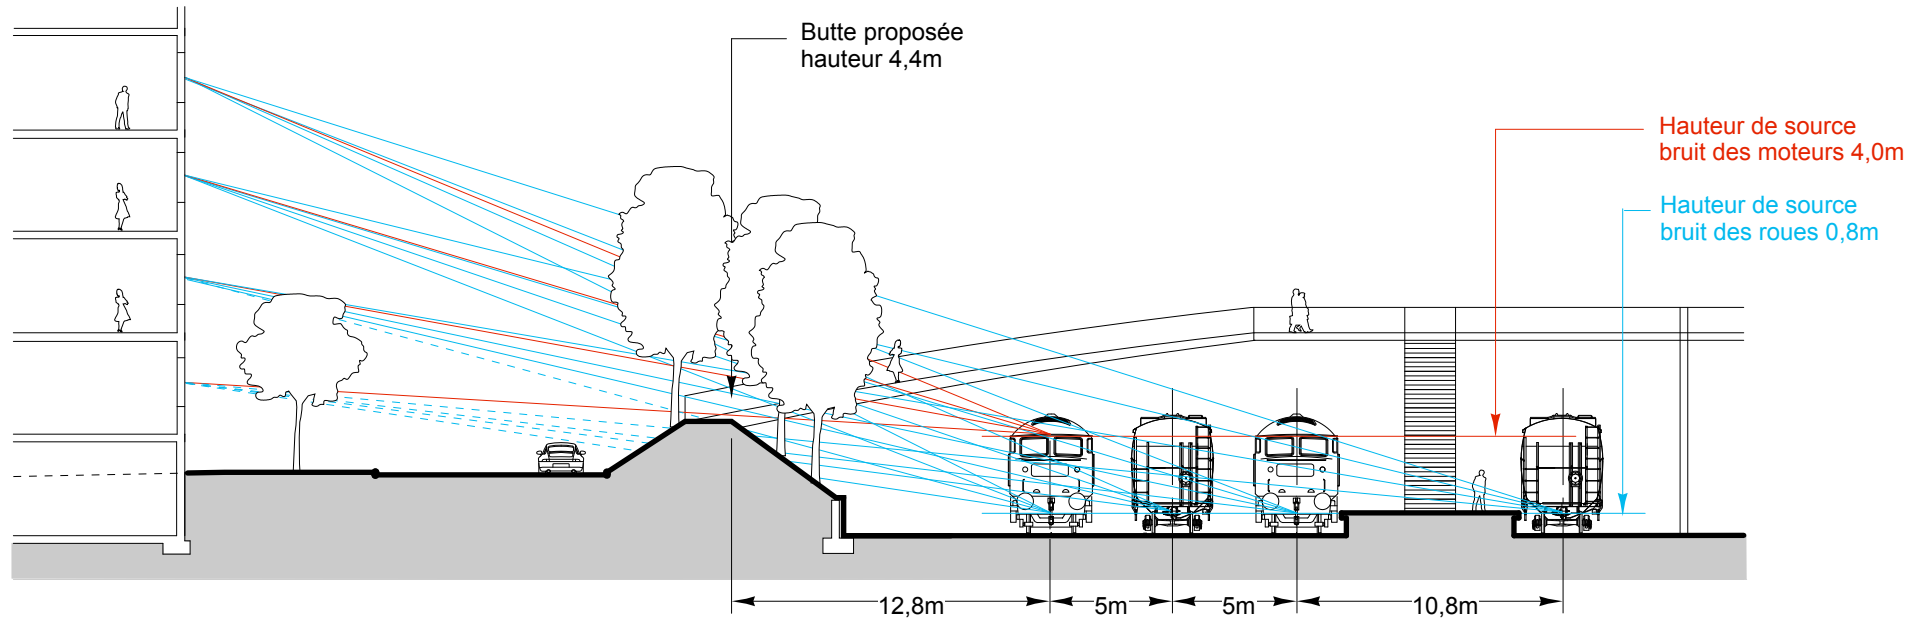 Butte proposée
hauteur 4,4m
Hauteur de source
bruit des moteurs 4,0m
Hauteur de source
bruit des roues 0,8m
12,8m
5m
5m
10,8m